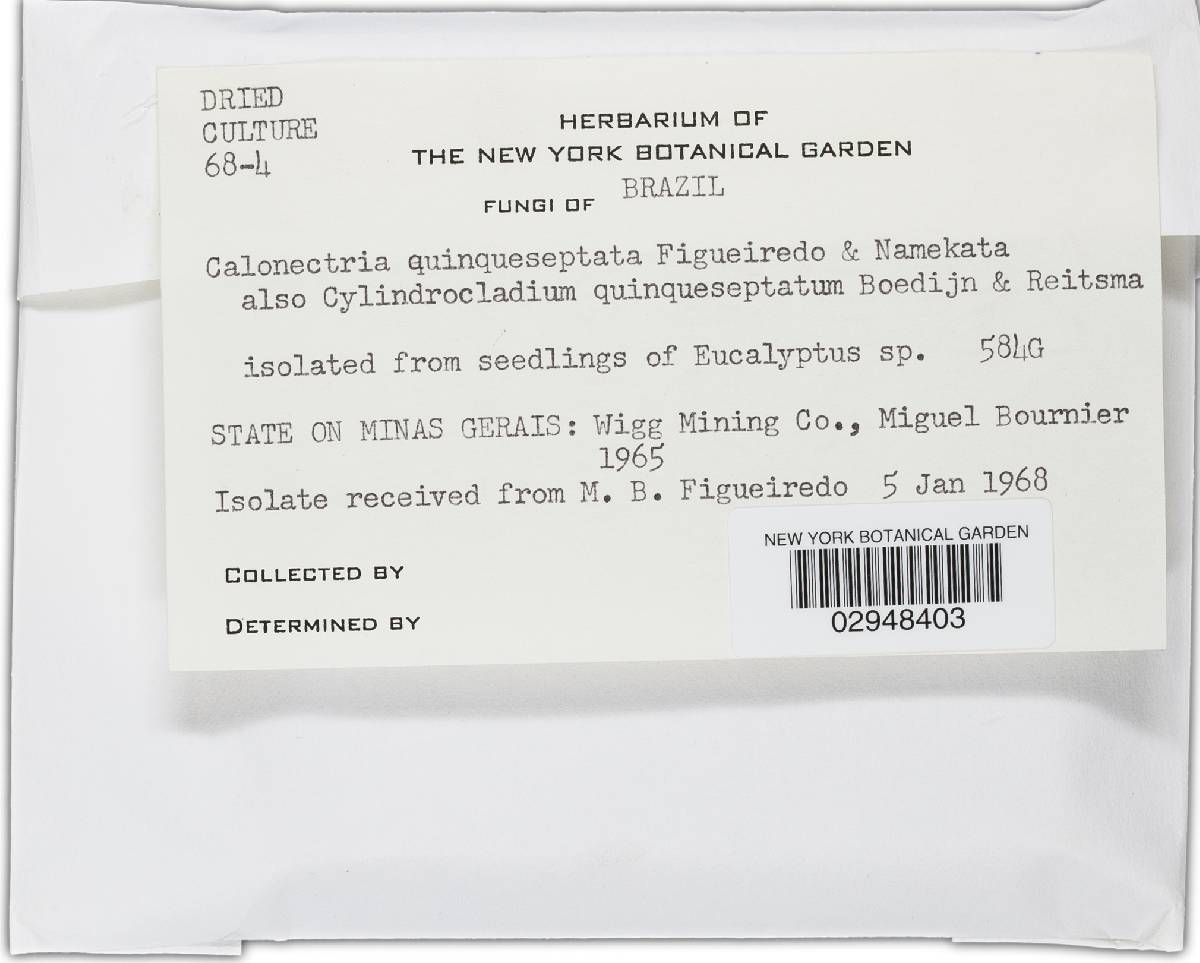 DRIED
CULTURE
68-4
HERBARIUM OF
THE NEW YORK BOTANICAL GARDEN
FUNGI OF BRAZIL
Calonectria quinqueseptata Figueiredo & Namekata
also Cylindrocladium quinqueseptatum Boedijn & Reitsma
isolated from seedlings of Eucalyptus sp. 584G
STATE ON MINAS GERAIS: Wigg Mining Co., Miguel Bournier
1965
Isolate received from M. B. Figueiredo 5 Jan 1968
COLLECTED BY
DETERMINED BY
NEW YORK BOTANICAL GARDEN
02948403